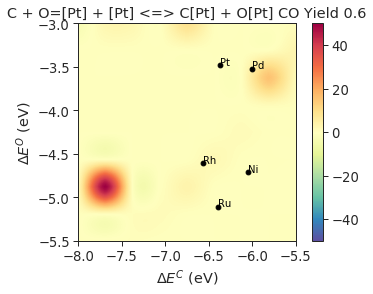 C + O=[Pt] + [Pt] <=> C[Pt] + O[Pt] CO Yield 0.6
−3.0
−3.5
−4.0
−4.5
−5.0
−5.5
ΔE^O (eV)
Pt
Pd
Rh
Ni
Ru
−8.0 −7.5 −7.0 −6.5 −6.0 −5.5
ΔE^C (eV)
40
20
0
−20
−40